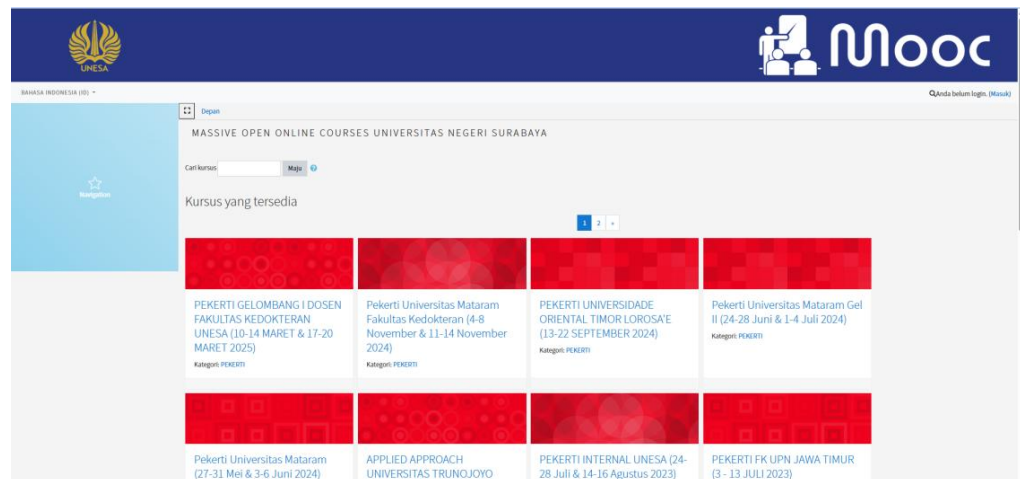 UNESA
Mooc
BAHASA INDONESIA (ID)
Anda belum login. (Masuk)
Depan
MASSIVE OPEN ONLINE COURSES UNIVERSITAS NEGERI SURABAYA
Cari kursus
Maju
Navigation
Kursus yang tersedia
1 2 »
PEKERTI GELOMBANG I DOSEN
FAKULTAS KEDOKTERAN
UNESA (10-14 MARET & 17-20
MARET 2025)
Kategori: PEKERTI
Pekerti Universitas Mataram
Fakultas Kedokteran (4-8
November & 11-14 November
2024)
Kategori: PEKERTI
PEKERTI UNIVERSIDADE
ORIENTAL TIMOR LOROSA'E
(13-22 SEPTEMBER 2024)
Kategori: PEKERTI
Pekerti Universitas Mataram Gel
II (24-28 Juni & 1-4 Juli 2024)
Kategori: PEKERTI
Pekerti Universitas Mataram
(27-31 Mei & 3-6 Juni 2024)
APPLIED APPROACH
UNIVERSITAS TRUNOJOYO
PEKERTI INTERNAL UNESA (24-
28 Juli & 14-16 Agustus 2023)
PEKERTI FK UPN JAWA TIMUR
(3 - 13 JULI 2023)